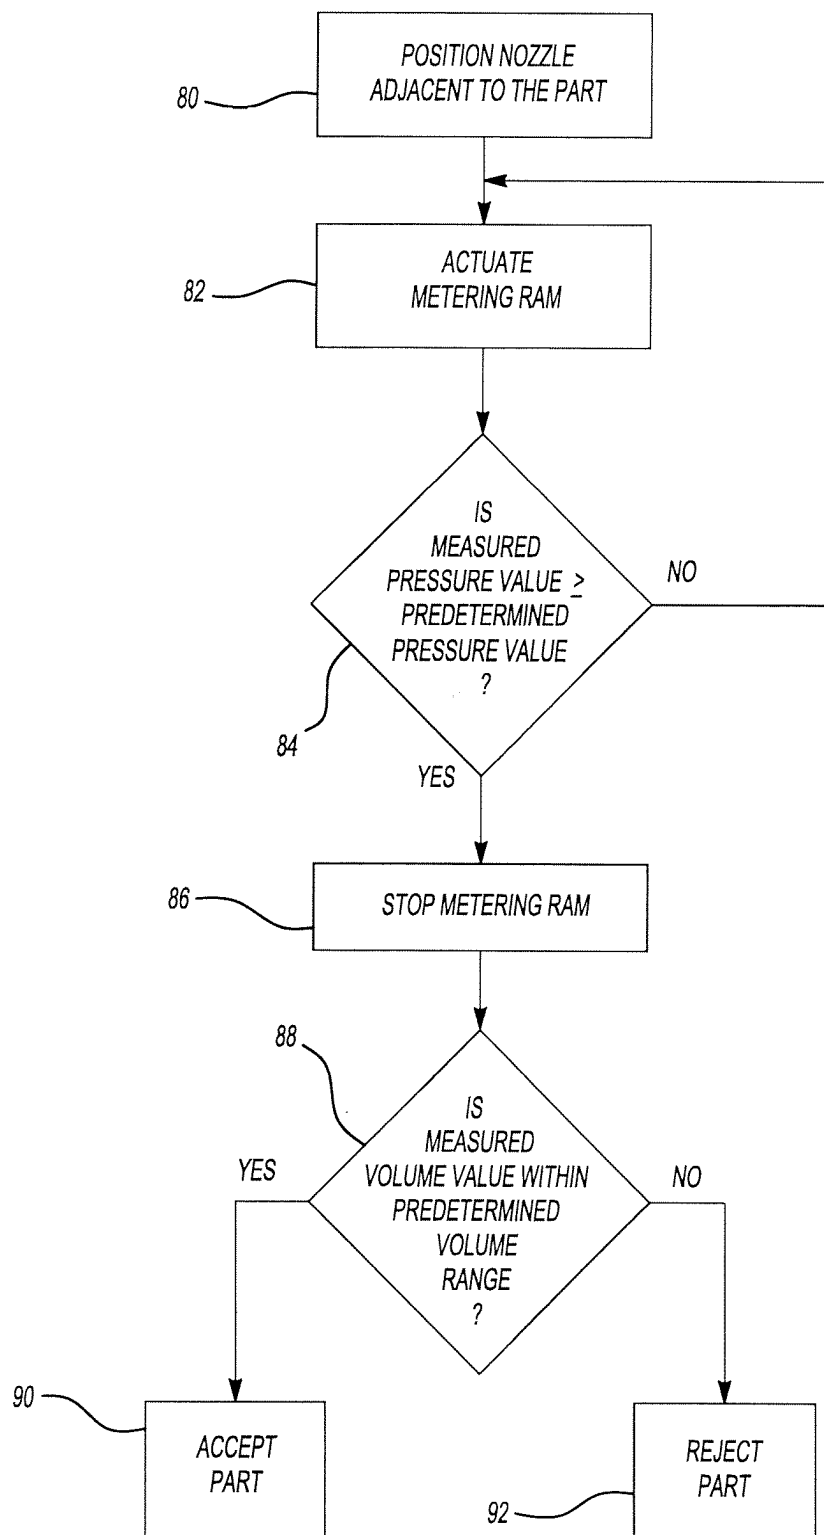 POSITION NOZZLE
ADJACENT TO THE PART
80
ACTUATE
METERING RAM
82
IS
MEASURED
PRESSURE VALUE ≥
PREDETERMINED
PRESSURE VALUE
?
NO
84
YES
STOP METERING RAM
86
88
IS
MEASURED
VOLUME VALUE WITHIN
PREDETERMINED
VOLUME
RANGE
?
YES
NO
90
ACCEPT
PART
REJECT
PART
92